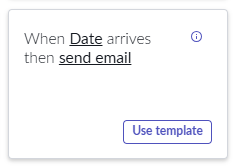 When Date arrives
then send email
Use template